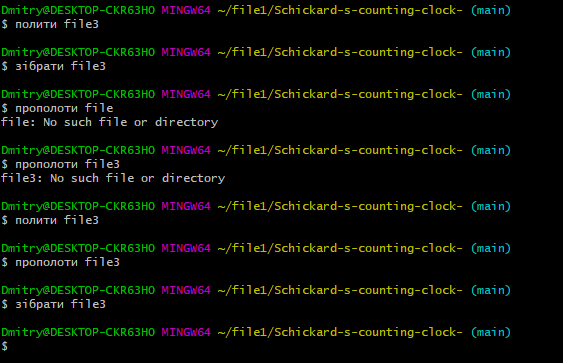 Dmitry@DESKTOP-CKR63HO MINGW64 ~/file1/Schickard-s-counting-clock- (main)
$ полити file3
Dmitry@DESKTOP-CKR63HO MINGW64 ~/file1/Schickard-s-counting-clock- (main)
$ зібрати file3
Dmitry@DESKTOP-CKR63HO MINGW64 ~/file1/Schickard-s-counting-clock- (main)
$ прополоти file
file: No such file or directory
Dmitry@DESKTOP-CKR63HO MINGW64 ~/file1/Schickard-s-counting-clock- (main)
$ прополоти file3
file3: No such file or directory
Dmitry@DESKTOP-CKR63HO MINGW64 ~/file1/Schickard-s-counting-clock- (main)
$ полити file3
Dmitry@DESKTOP-CKR63HO MINGW64 ~/file1/Schickard-s-counting-clock- (main)
$ прополоти file3
Dmitry@DESKTOP-CKR63HO MINGW64 ~/file1/Schickard-s-counting-clock- (main)
$ зібрати file3
Dmitry@DESKTOP-CKR63HO MINGW64 ~/file1/Schickard-s-counting-clock- (main)
$